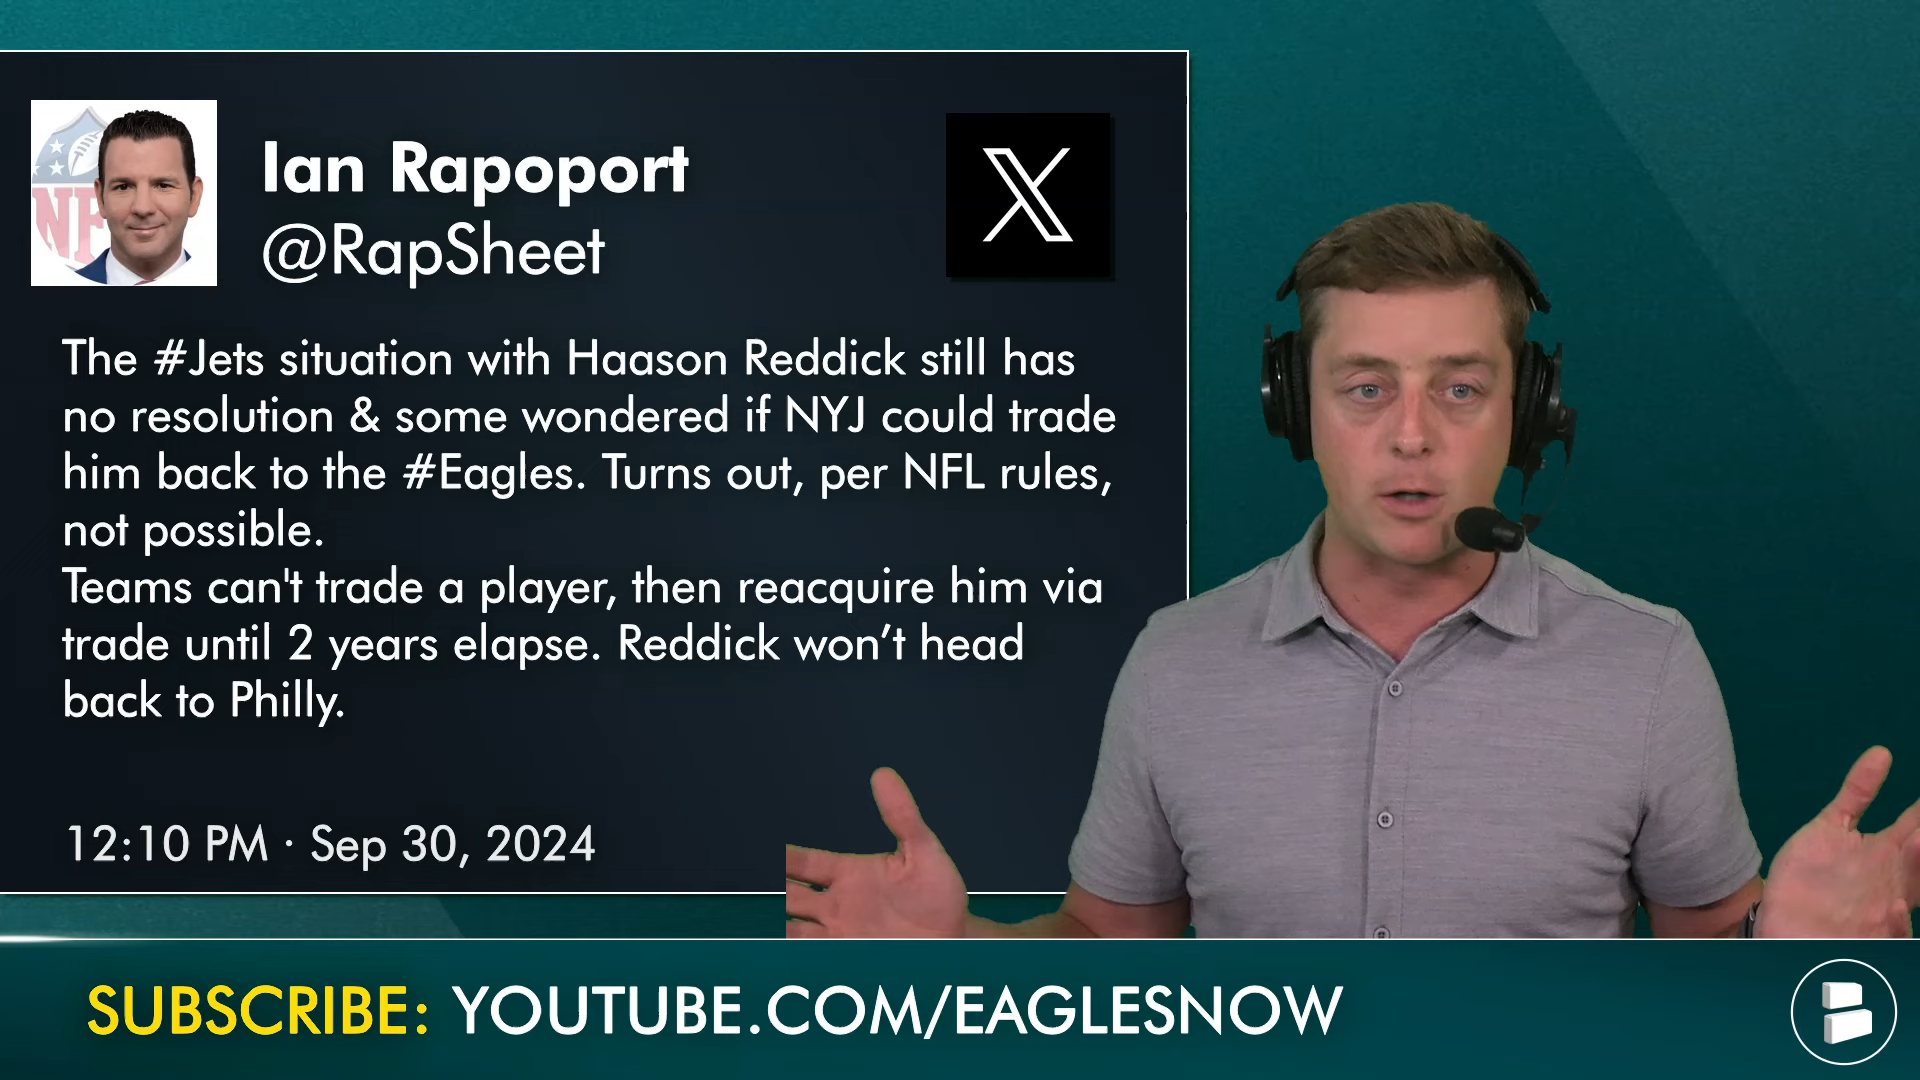 Ian Rapoport
@RapSheet
The #Jets situation with Haason Reddick still has
no resolution & some wondered if NYJ could trade
him back to the #Eagles. Turns out, per NFL rules,
not possible.
Teams can't trade a player, then reacquire him via
trade until 2 years elapse. Reddick won’t head
back to Philly.
12:10 PM · Sep 30, 2024
SUBSCRIBE: YOUTUBE.COM/EAGLESNOW